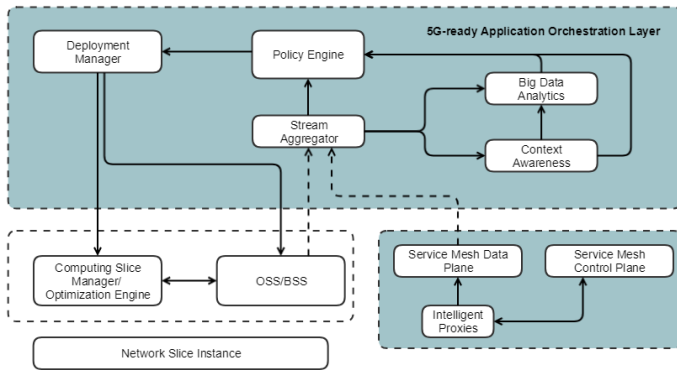 5G-ready Application Orchestration Layer
Deployment
Manager
Policy Engine
Big Data
Analytics
Stream
Aggregator
Context
Awareness
Computing Slice
Manager/
Optimization Engine
OSS/BSS
Service Mesh Data
Plane
Service Mesh
Control Plane
Intelligent
Proxies
Network Slice Instance